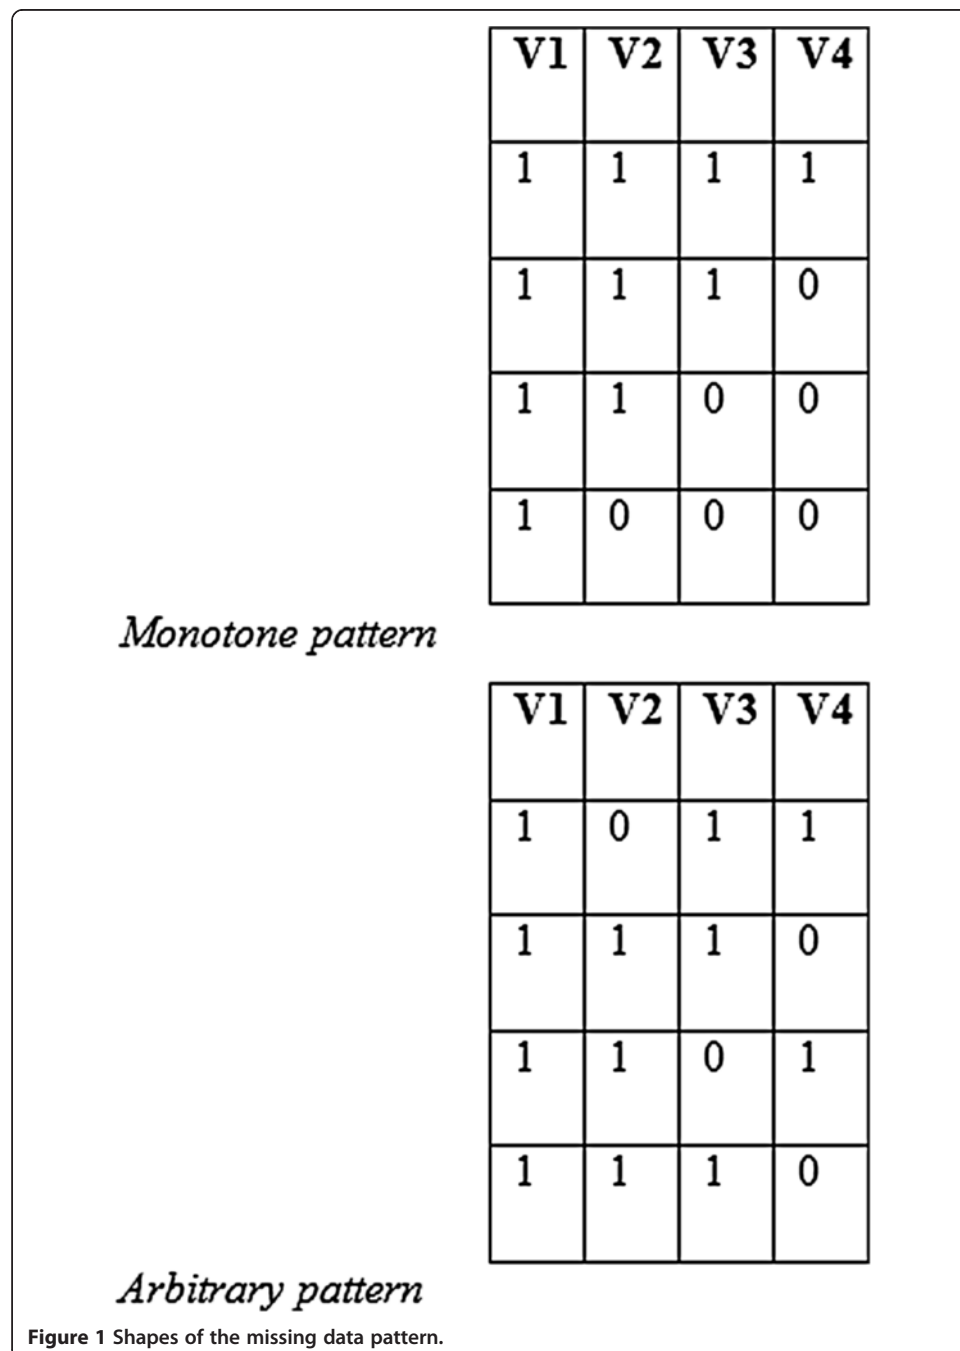 V1 V2 V3 V4
1 1 1 1
1 1 1 0
1 1 0 0
1 0 0 0
Monotone pattern
V1 V2 V3 V4
1 0 1 1
1 1 1 0
1 1 0 1
1 1 1 0
Arbitrary pattern
Figure 1 Shapes of the missing data pattern.